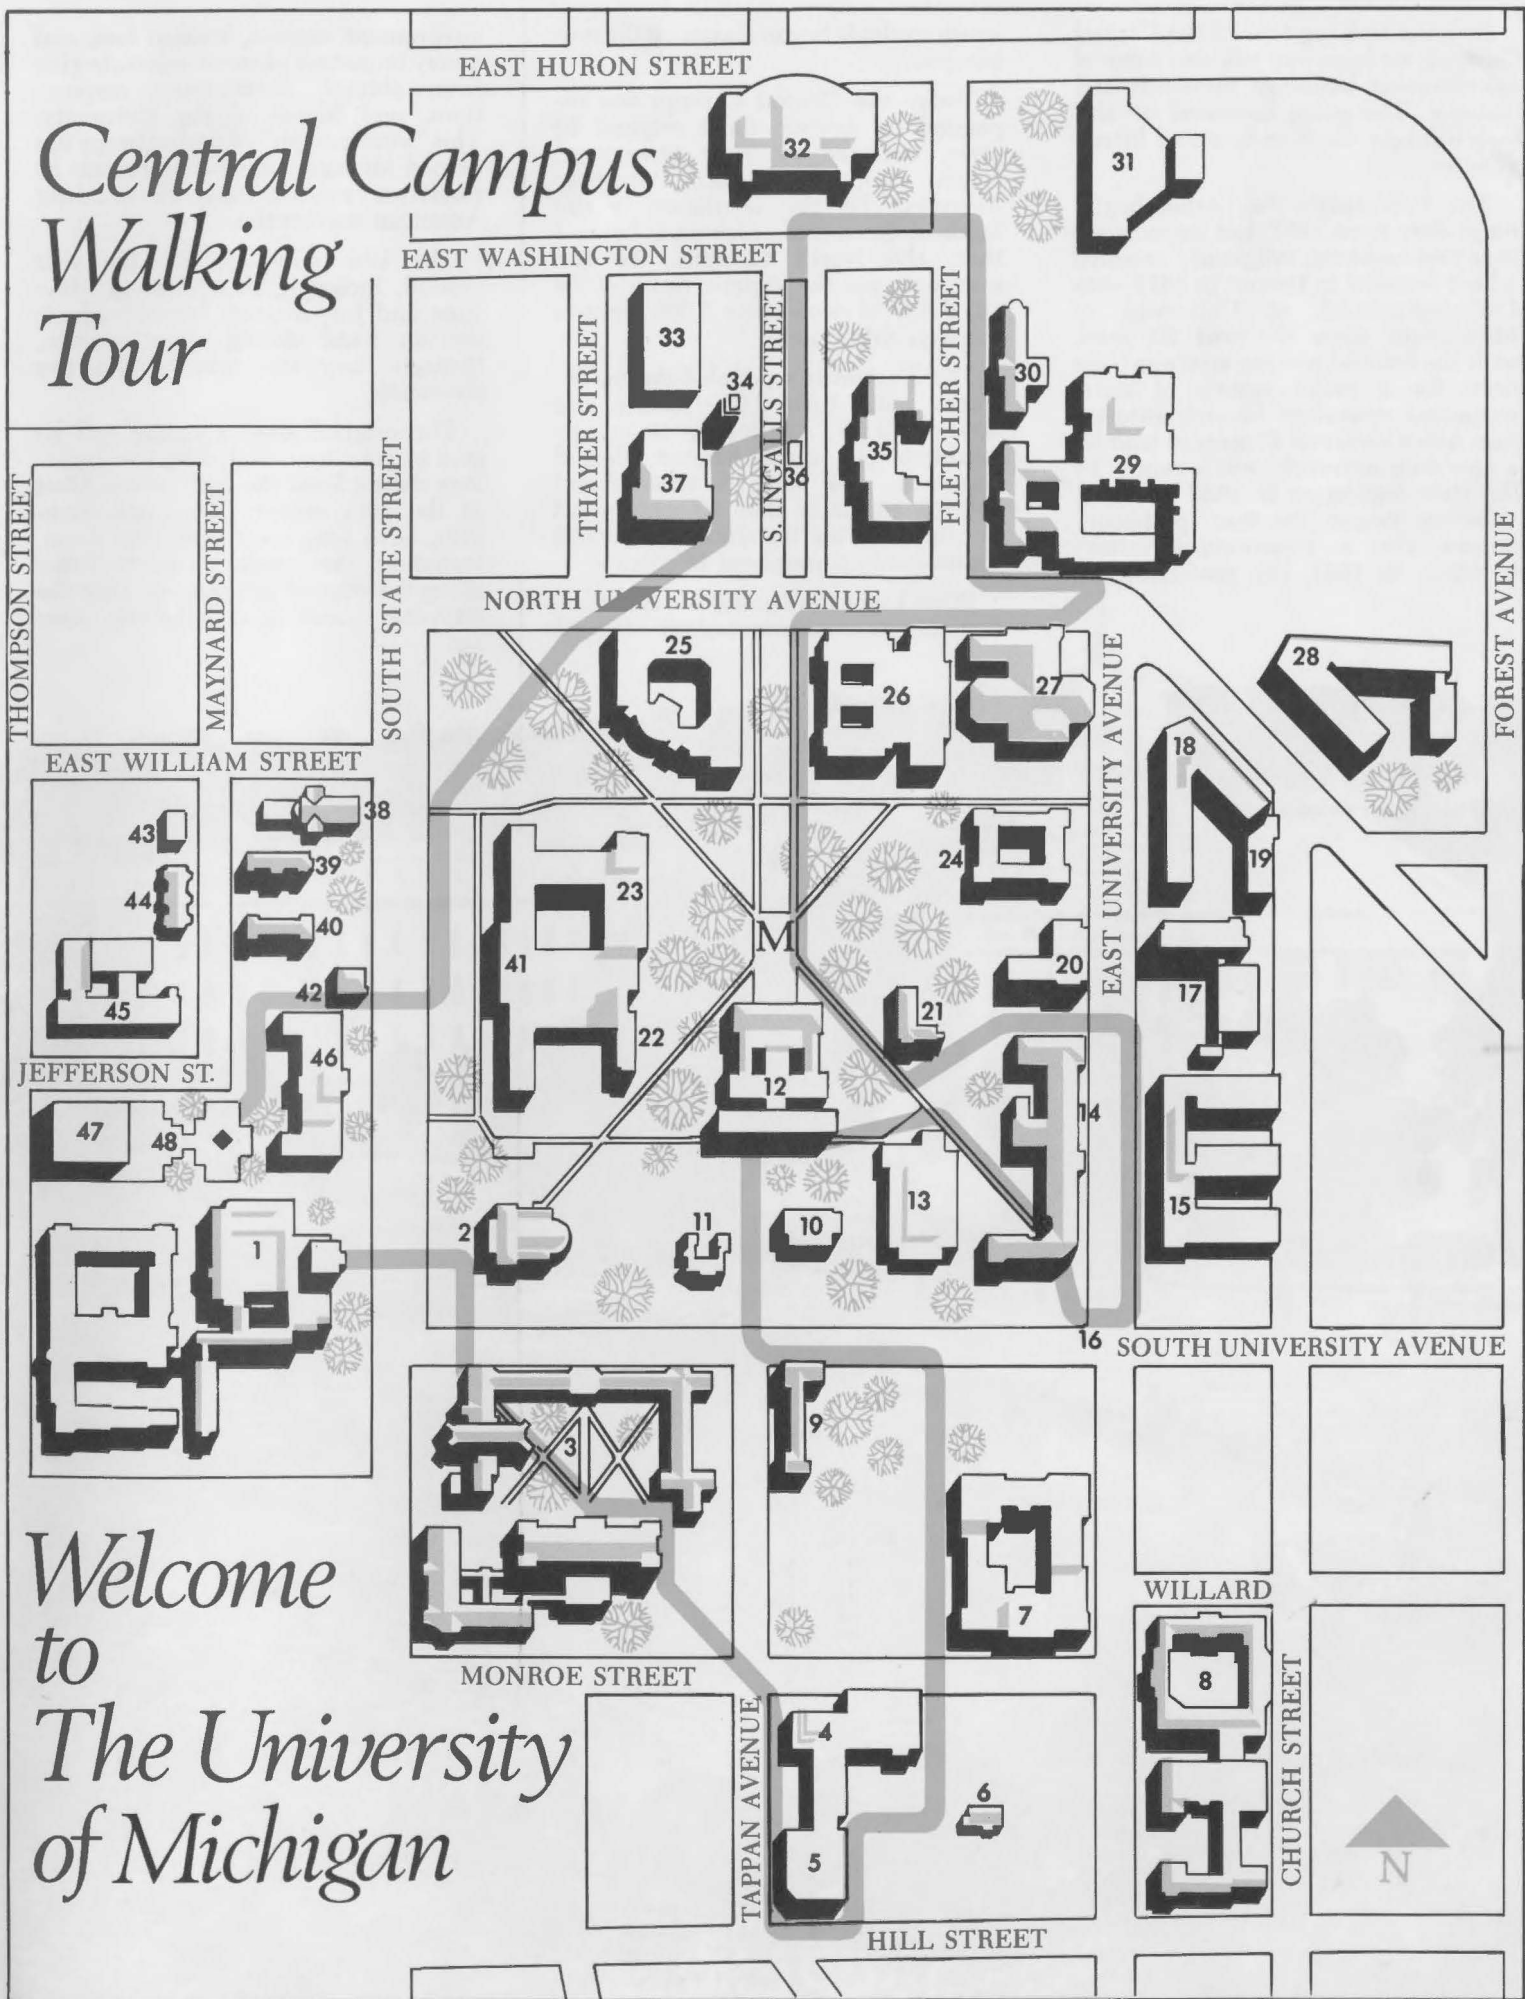 EAST HURON STREET
Central Campus
Walking
Tour
32
31
EAST WASHINGTON STREET
THAYER STREET
S. INGALLS STREET
FLETCHER STREET
33
34
30
35
36
37
29
THOMPSON STREET
MAYNARD STREET
SOUTH STATE STREET
FOREST AVENUE
NORTH UNIVERSITY AVENUE
25
26
27
28
EAST UNIVERSITY AVENUE
EAST WILLIAM STREET
18
38
43
39
44
40
23
24
19
M
41
20
42
45
17
21
22
46
JEFFERSON ST.
12
14
47
48
13
15
2
11
10
1
16
SOUTH UNIVERSITY AVENUE
3
9
7
Welcome
to
The University
of Michigan
WILLARD
MONROE STREET
8
TAPPAN AVENUE
4
CHURCH STREET
6
5
N
HILL STREET